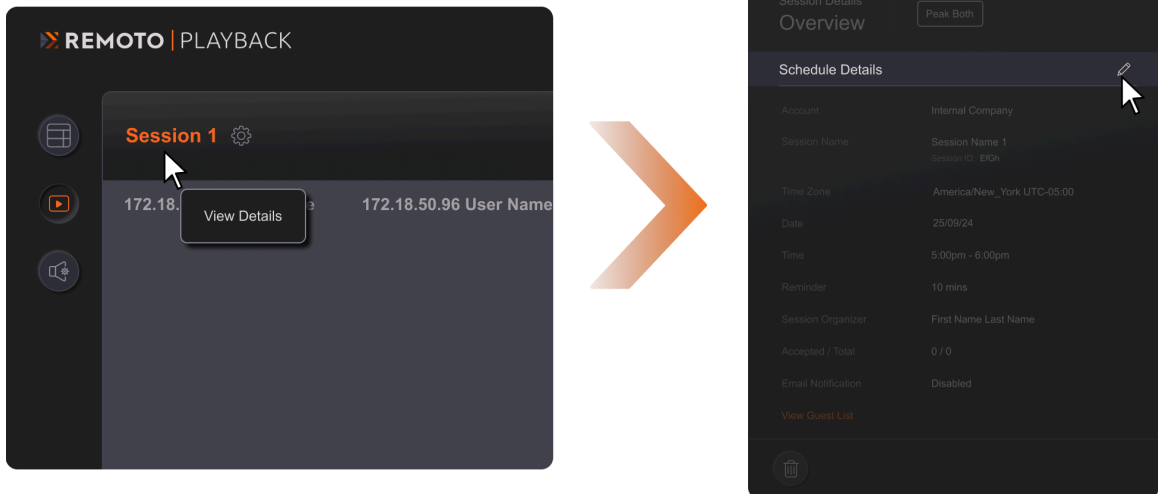 REMOTO | PLAYBACK
Session 1
172.18.
172.18.50.96 User Name
View Details
Session Details
Overview
Peak Both
Schedule Details
Account Internal Company
Session Name Session Name 1
Session ID: EfGh
Time Zone America/New_York UTC-05:00
Date 25/09/24
Time 5:00pm - 6:00pm
Reminder 10 mins
Session Organizer First Name Last Name
Accepted / Total 0 / 0
Email Notification Disabled
View Guest List